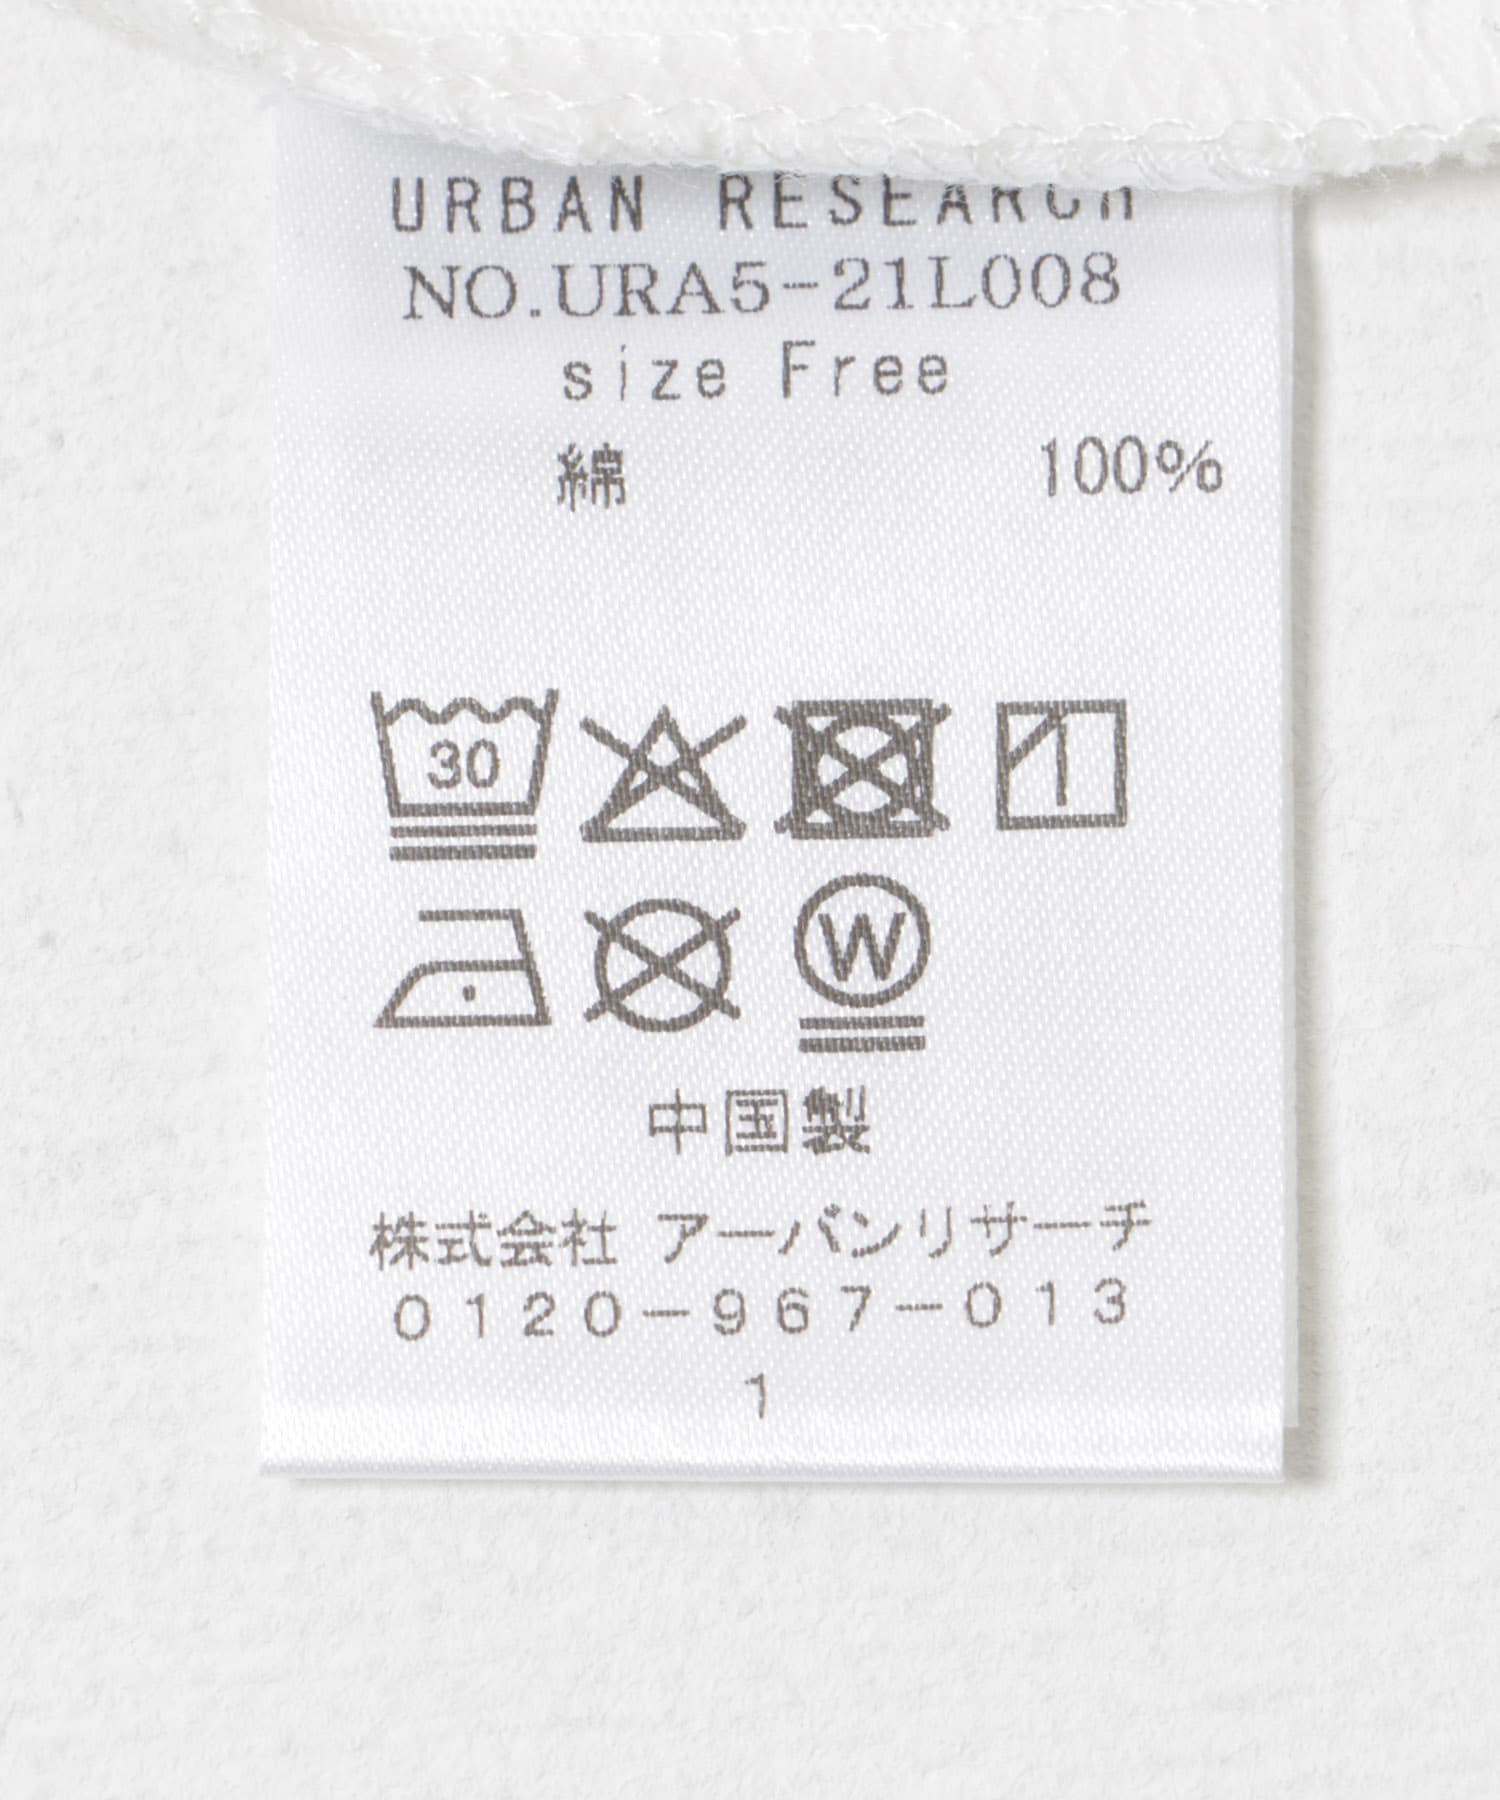 URBAN RESEARCH
NO.URA5-21L008
size Free
綿 100%
30
W
中国製
株式会社 アーバンリサーチ
0120-967-013
1